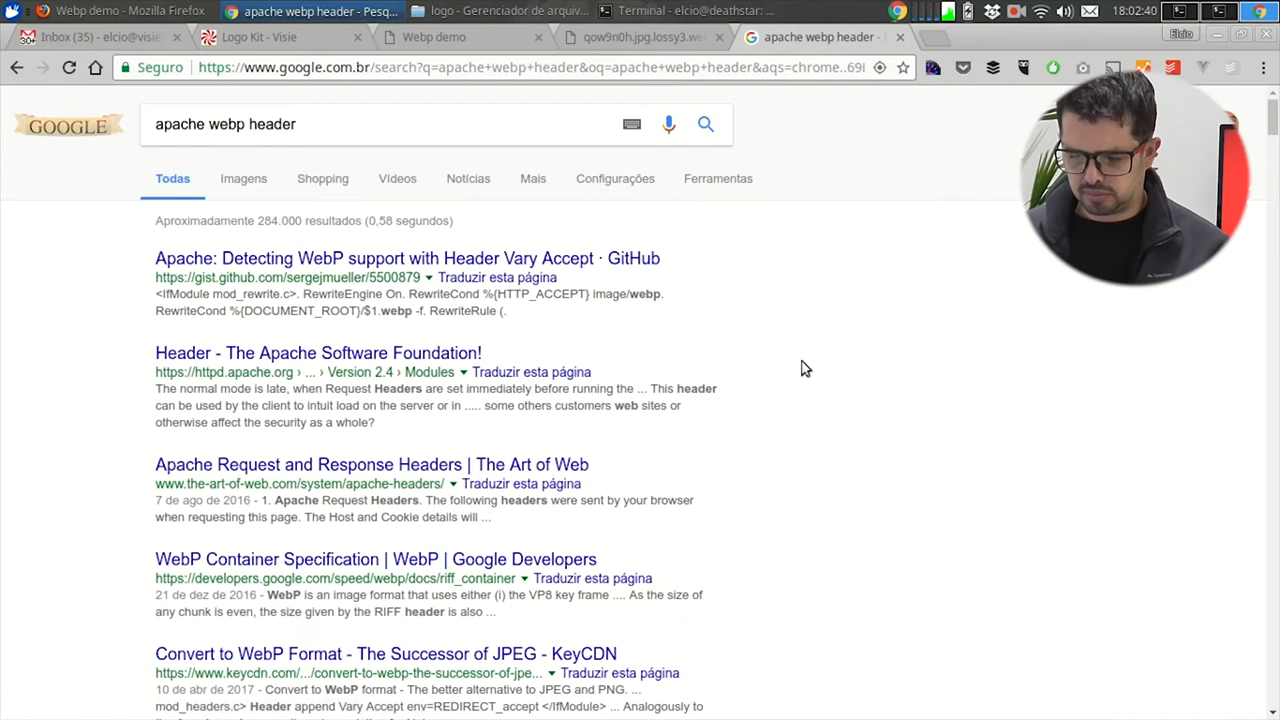 Webp demo - Mozilla Firefox
apache webp header - Pesq...
logo - Gerenciador de arquiv...
Terminal - elcio@deathstar: ...
18:02:40
30+
Inbox (35) - elcio@visie
Logo Kit - Visie
Webp demo
qow9n0h.jpg.lossy3.we
apache webp header - P
Elcio
Seguro
https://www.google.com.br/search?q=apache+webp+header&oq=apache+webp+header&aqs=chrome..69i
GOOGLE
apache webp header
Todas
Imagens
Shopping
Vídeos
Notícias
Mais
Configurações
Ferramentas
Aproximadamente 284.000 resultados (0,58 segundos)
Apache: Detecting WebP support with Header Vary Accept · GitHub
https://gist.github.com/sergejmueller/5500879 Traduzir esta página
<IfModule mod_rewrite.c>. RewriteEngine On. RewriteCond %{HTTP_ACCEPT} image/webp.
RewriteCond %{DOCUMENT_ROOT}/$1.webp -f. RewriteRule (.
Header - The Apache Software Foundation!
https://httpd.apache.org › ... › Version 2.4 › Modules Traduzir esta página
The normal mode is late, when Request Headers are set immediately before running the ... This header
can be used by the client to intuit load on the server or in ..... some others customers web sites or
otherwise affect the security as a whole?
Apache Request and Response Headers | The Art of Web
www.the-art-of-web.com/system/apache-headers/ Traduzir esta página
7 de ago de 2016 - 1. Apache Request Headers. The following headers were sent by your browser
when requesting this page. The Host and Cookie details will ...
WebP Container Specification | WebP | Google Developers
https://developers.google.com/speed/webp/docs/riff_container Traduzir esta página
21 de dez de 2016 - WebP is an image format that uses either (i) the VP8 key frame .... As the size of
any chunk is even, the size given by the RIFF header is also ...
Convert to WebP Format - The Successor of JPEG - KeyCDN
https://www.keycdn.com/.../convert-to-webp-the-successor-of-jpe... Traduzir esta página
10 de abr de 2017 - Convert to WebP format - The better alternative to JPEG and PNG. ...
mod_headers.c> Header append Vary Accept env=REDIRECT_accept </IfModule> ... Analogously to